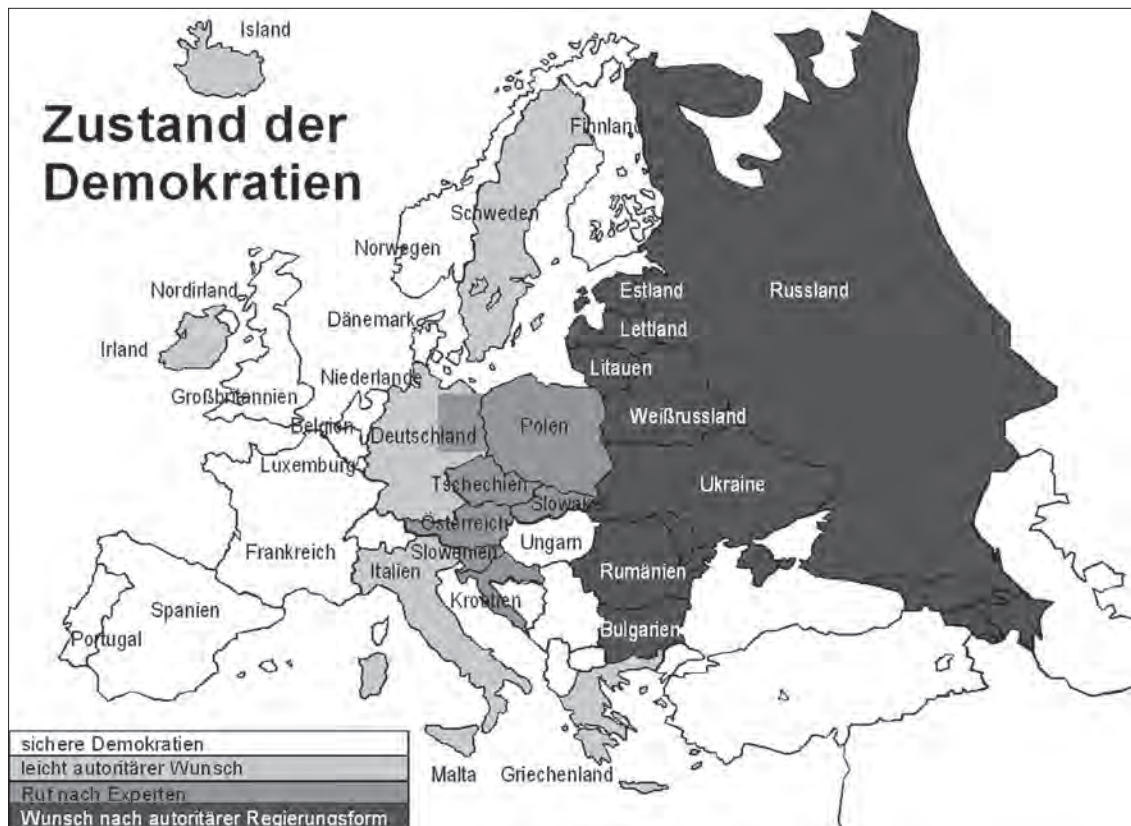 Island
Zustand der
Demokratien
Finnland
Schweden
Norwegen
Nordirland
Estland
Russland
Dänemark
Lettland
Irland
Litauen
Niederlande
Großbritannien
Weißrussland
Belgien
Deutschland
Polen
Luxemburg
Tschechien
Ukraine
Slowak
Österreich
Ungarn
Frankreich
Slowenien
Italien
Rumänien
Kroatien
Spanien
Bulgarien
Portugal
sichere Demokratien
leicht autoritärer Wunsch
Malta
Griechenland
Ruf nach Experten
Wunsch nach autoritärer Regierungsform